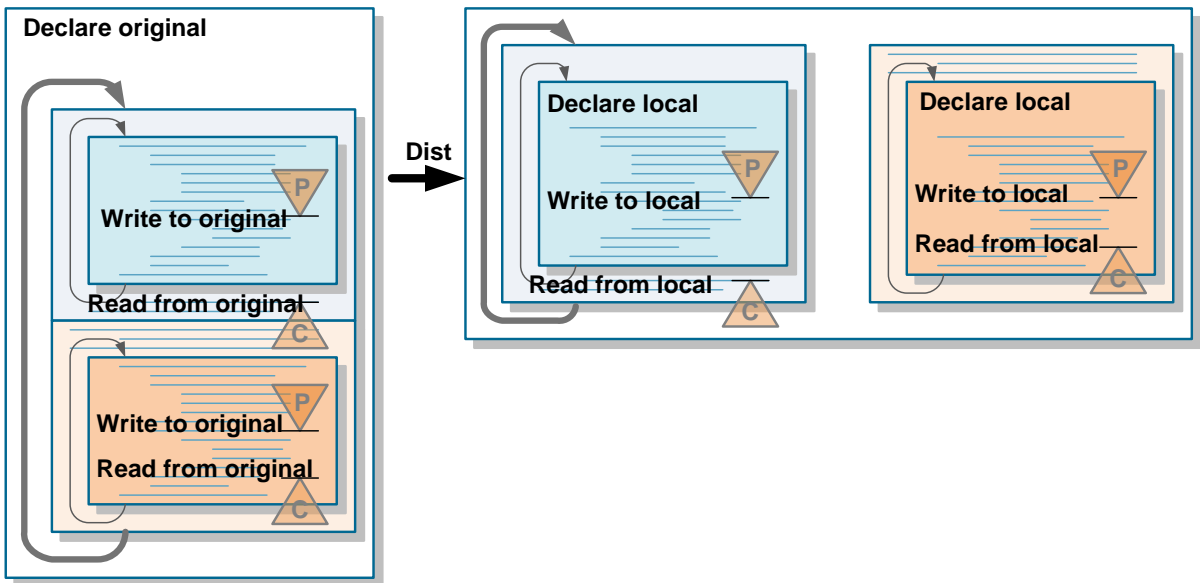 Declare original
P
Write to original
Read from original
C
P
Write to original
Read from original
C
Dist
Declare local
P
Write to local
Read from local
C
Declare local
P
Write to local
Read from local
C